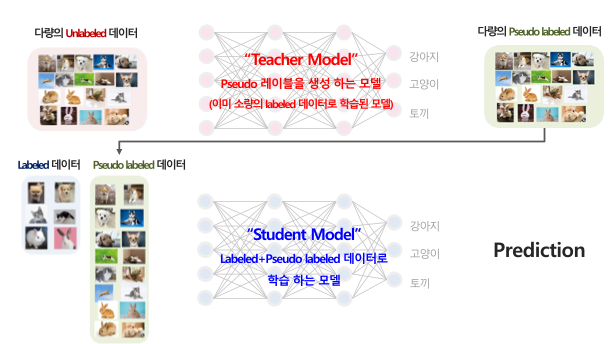 다량의 Unlabeled 데이터
"Teacher Model"
Pseudo 레이블을 생성 하는 모델
(이미 소량의 labeled 데이터로 학습된 모델)
강아지
고양이
토끼
다량의 Pseudo labeled 데이터
Labeled 데이터
Pseudo labeled 데이터
"Student Model"
Labeled+Pseudo labeled 데이터로
학습 하는 모델
강아지
고양이
토끼
Prediction